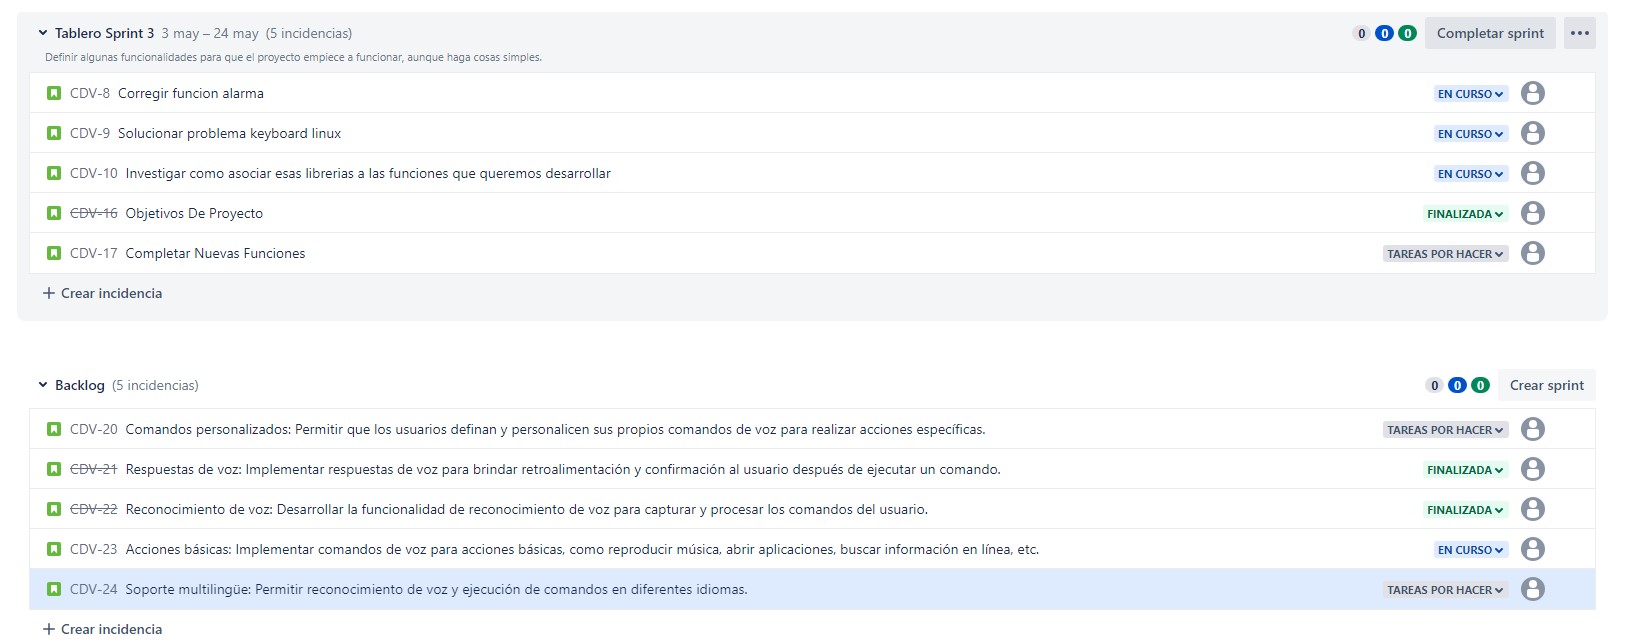 Tablero Sprint 3 3 may – 24 may (5 incidencias) 0 0 0 Completar sprint
Definir algunas funcionalidades para que el proyecto empiece a funcionar, aunque haga cosas simples.
CDV-8 Corregir funcion alarma EN CURSO
CDV-9 Solucionar problema keyboard linux EN CURSO
CDV-10 Investigar como asociar esas librerias a las funciones que queremos desarrollar EN CURSO
CDV-16 Objetivos De Proyecto FINALIZADA
CDV-17 Completar Nuevas Funciones TAREAS POR HACER
+ Crear incidencia
Backlog (5 incidencias) 0 0 0 Crear sprint
CDV-20 Comandos personalizados: Permitir que los usuarios definan y personalicen sus propios comandos de voz para realizar acciones específicas. TAREAS POR HACER
CDV-21 Respuestas de voz: Implementar respuestas de voz para brindar retroalimentación y confirmación al usuario después de ejecutar un comando. FINALIZADA
CDV-22 Reconocimiento de voz: Desarrollar la funcionalidad de reconocimiento de voz para capturar y procesar los comandos del usuario. FINALIZADA
CDV-23 Acciones básicas: Implementar comandos de voz para acciones básicas, como reproducir música, abrir aplicaciones, buscar información en línea, etc. EN CURSO
CDV-24 Soporte multilingüe: Permitir reconocimiento de voz y ejecución de comandos en diferentes idiomas. TAREAS POR HACER
+ Crear incidencia